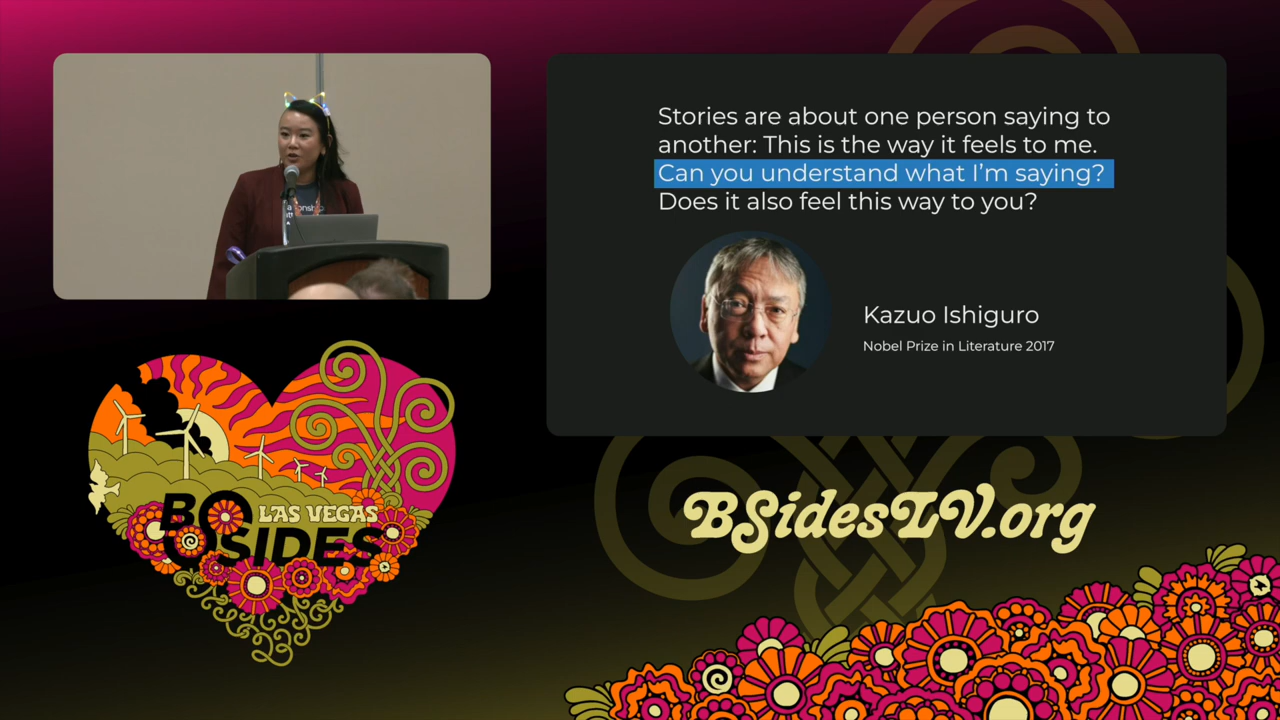 Stories are about one person saying to
another: This is the way it feels to me.
Can you understand what I'm saying?
Does it also feel this way to you?
Kazuo Ishiguro
Nobel Prize in Literature 2017
LAS VEGAS
BSIDES
BSidesLV.org